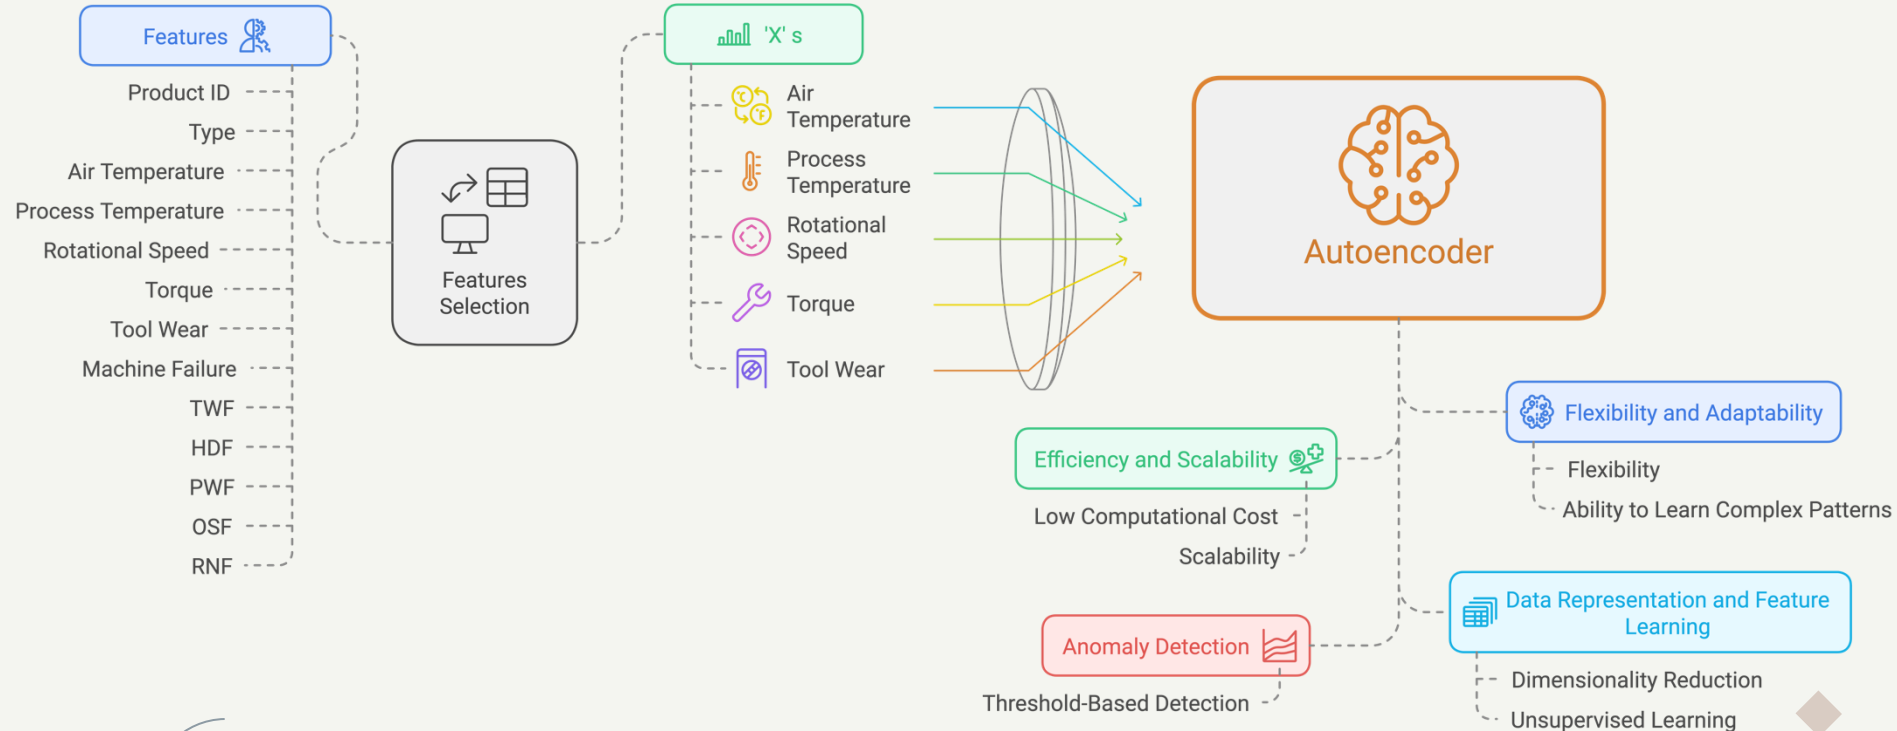 Features
Product ID
Type
Air Temperature
Process Temperature
Rotational Speed
Torque
Tool Wear
Machine Failure
TWF
HDF
PWF
OSF
RNF
Features
Selection
'X' s
Air
Temperature
Process
Temperature
Rotational
Speed
Torque
Tool Wear
Autoencoder
Efficiency and Scalability
Low Computational Cost
Scalability
Anomaly Detection
Threshold-Based Detection
Flexibility and Adaptability
Flexibility
Ability to Learn Complex Patterns
Data Representation and Feature
Learning
Dimensionality Reduction
Unsupervised Learning